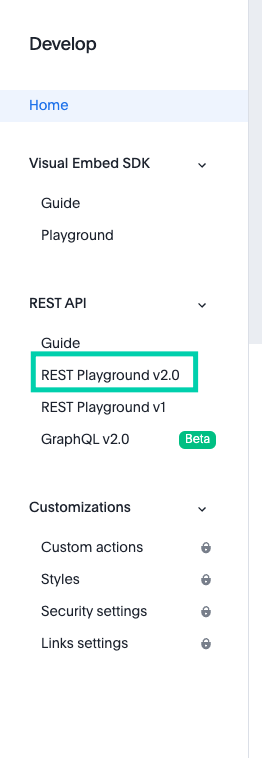 Develop
Home
Visual Embed SDK
Guide
Playground
REST API
Guide
REST Playground v2.0
REST Playground v1
GraphQL v2.0 Beta
Customizations
Custom actions
Styles
Security settings
Links settings